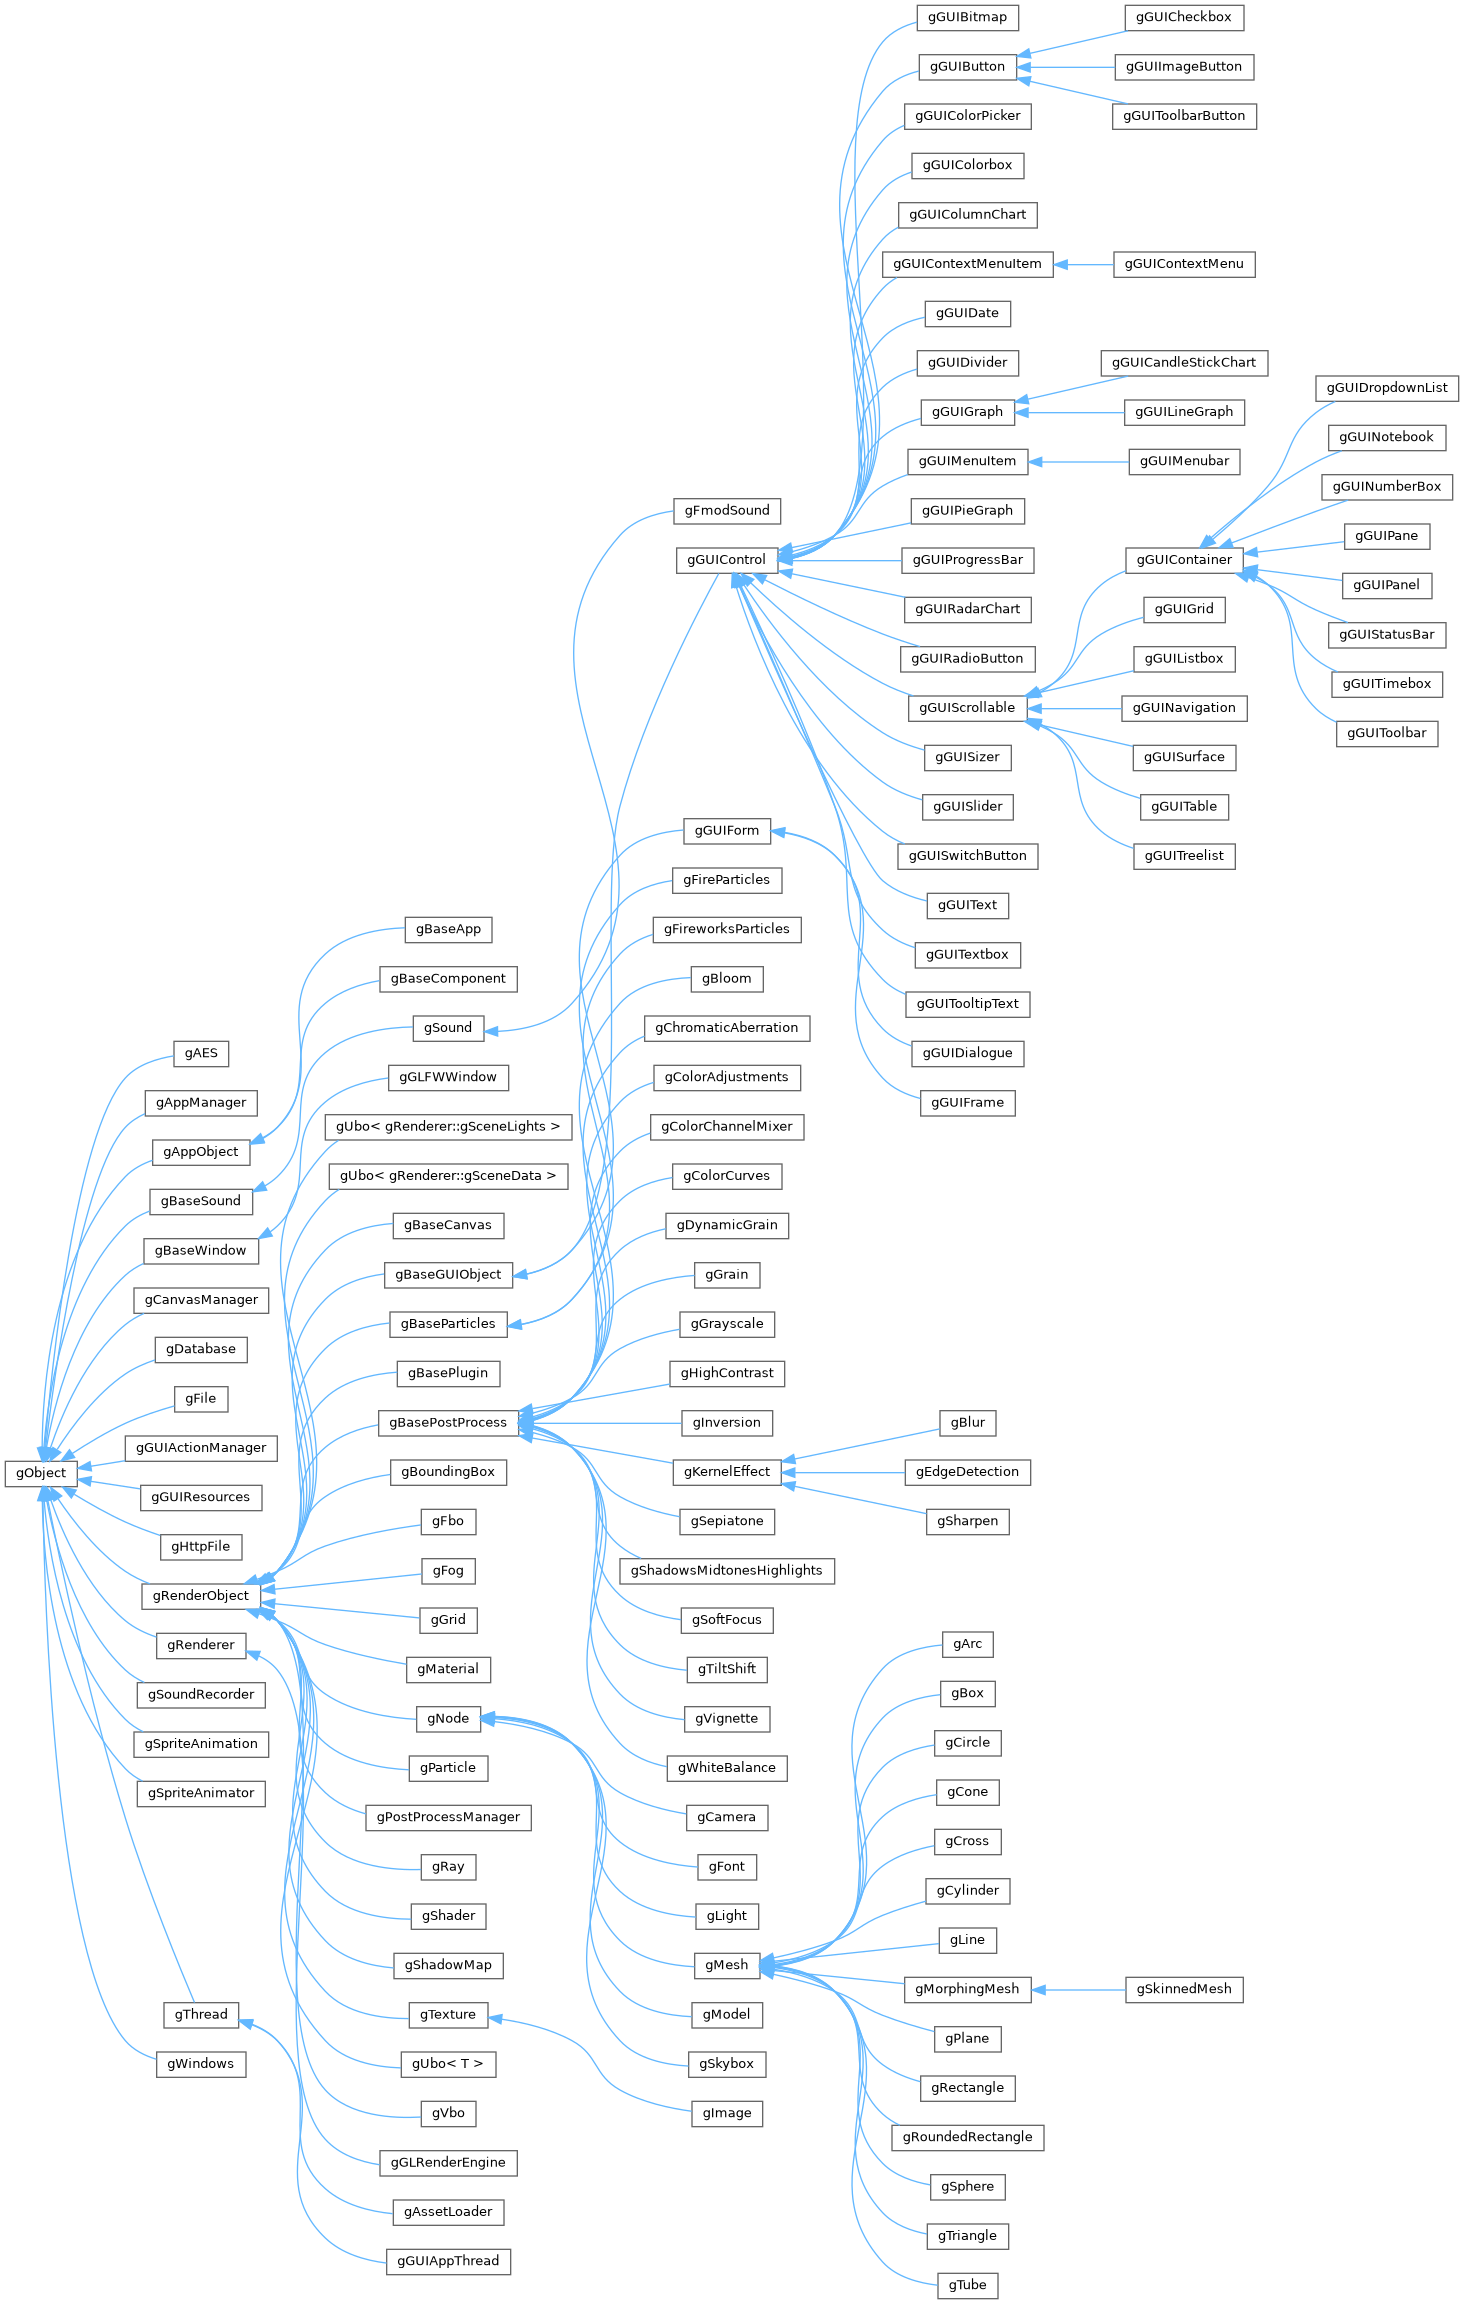 gObject
gAES
gAppManager
gAppObject
gBaseSound
gBaseWindow
gCanvasManager
gDatabase
gFile
gGUIActionManager
gGUIResources
gHttpFile
gRenderObject
gRenderer
gSoundRecorder
gSpriteAnimation
gSpriteAnimator
gThread
gWindows
gBaseApp
gBaseComponent
gSound
gGLFWWindow
gUbo< gRenderer::gSceneLights >
gUbo< gRenderer::gSceneData >
gBaseCanvas
gBaseGUIObject
gBaseParticles
gBasePlugin
gBasePostProcess
gBoundingBox
gFbo
gFog
gGrid
gMaterial
gNode
gParticle
gPostProcessManager
gRay
gShader
gShadowMap
gTexture
gUbo< T >
gVbo
gGLRenderEngine
gAssetLoader
gGUIAppThread
gFmodSound
gGUIControl
gGUIForm
gFireParticles
gFireworksParticles
gBloom
gChromaticAberration
gColorAdjustments
gColorChannelMixer
gColorCurves
gDynamicGrain
gGrain
gGrayscale
gHighContrast
gInversion
gKernelEffect
gSepiatone
gShadowsMidtonesHighlights
gSoftFocus
gTiltShift
gVignette
gWhiteBalance
gCamera
gFont
gLight
gMesh
gModel
gSkybox
gImage
gGUIBitmap
gGUIButton
gGUIColorPicker
gGUIColorbox
gGUIColumnChart
gGUIContextMenuItem
gGUIDate
gGUIDivider
gGUIGraph
gGUIMenuItem
gGUIPieGraph
gGUIProgressBar
gGUIRadarChart
gGUIRadioButton
gGUIScrollable
gGUISizer
gGUISlider
gGUISwitchButton
gGUIText
gGUITextbox
gGUITooltipText
gGUIDialogue
gGUIFrame
gBlur
gEdgeDetection
gSharpen
gArc
gBox
gCircle
gCone
gCross
gCylinder
gLine
gMorphingMesh
gPlane
gRectangle
gRoundedRectangle
gSphere
gTriangle
gTube
gGUICheckbox
gGUIImageButton
gGUIToolbarButton
gGUIContextMenu
gGUICandleStickChart
gGUILineGraph
gGUIMenubar
gGUIContainer
gGUIGrid
gGUIListbox
gGUINavigation
gGUISurface
gGUITable
gGUITreelist
gSkinnedMesh
gGUIDropdownList
gGUINotebook
gGUINumberBox
gGUIPane
gGUIPanel
gGUIStatusBar
gGUITimebox
gGUIToolbar